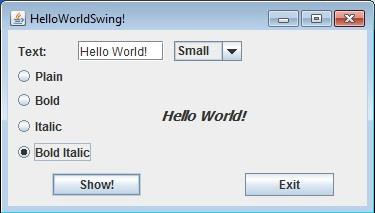 HelloWorldSwing!
Text: Hello World! Small
Plain
Bold
Hello World!
Italic
Bold Italic
Show! Exit